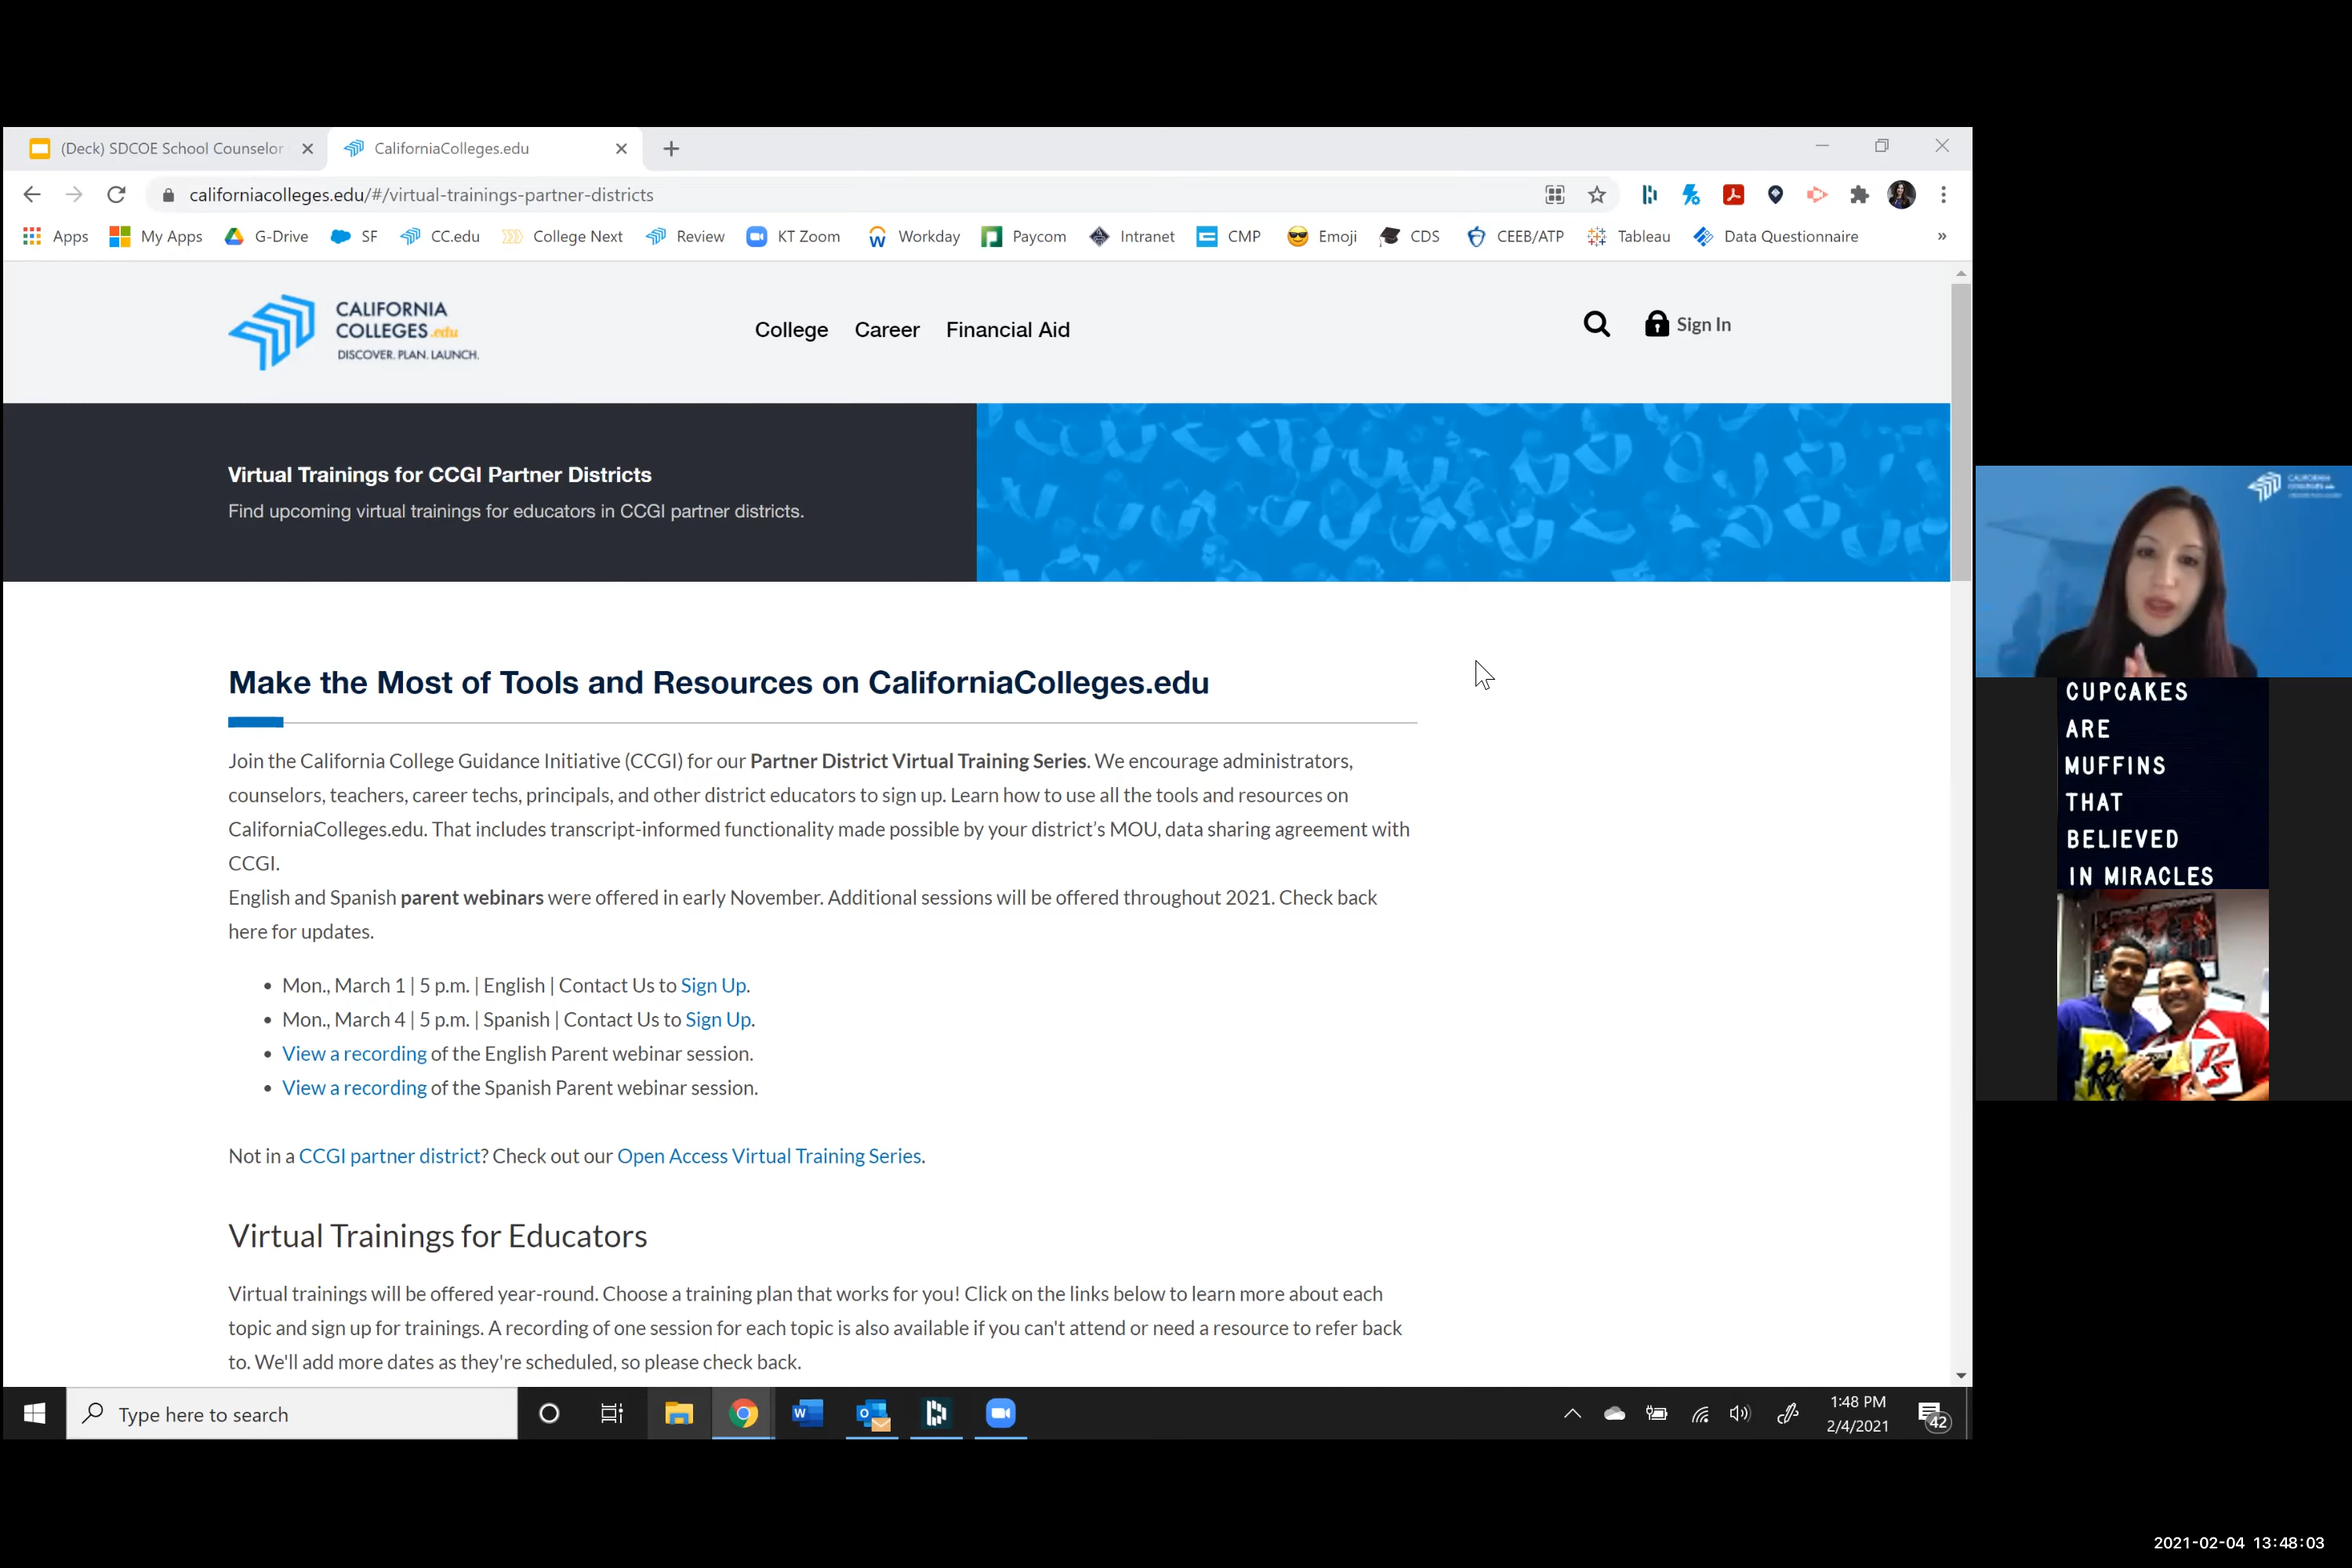 (Deck) SDCOE School Counselor
CaliforniaColleges.edu
californiacolleges.edu/#/virtual-trainings-partner-districts
Apps My Apps G-Drive SF CC.edu College Next Review KT Zoom Workday Paycom Intranet CMP Emoji CDS CEEB/ATP Tableau Data Questionnaire »
CALIFORNIA
COLLEGES.edu
DISCOVER. PLAN. LAUNCH.
College Career Financial Aid
Sign In
Virtual Trainings for CCGI Partner Districts
Find upcoming virtual trainings for educators in CCGI partner districts.
Make the Most of Tools and Resources on CaliforniaColleges.edu
Join the California College Guidance Initiative (CCGI) for our Partner District Virtual Training Series. We encourage administrators,
counselors, teachers, career techs, principals, and other district educators to sign up. Learn how to use all the tools and resources on
CaliforniaColleges.edu. That includes transcript-informed functionality made possible by your district's MOU, data sharing agreement with
CCGI.
English and Spanish parent webinars were offered in early November. Additional sessions will be offered throughout 2021. Check back
here for updates.
• Mon., March 1 | 5 p.m. | English | Contact Us to Sign Up.
• Mon., March 4 | 5 p.m. | Spanish | Contact Us to Sign Up.
• View a recording of the English Parent webinar session.
• View a recording of the Spanish Parent webinar session.
Not in a CCGI partner district? Check out our Open Access Virtual Training Series.
Virtual Trainings for Educators
Virtual trainings will be offered year-round. Choose a training plan that works for you! Click on the links below to learn more about each
topic and sign up for trainings. A recording of one session for each topic is also available if you can't attend or need a resource to refer back
to. We'll add more dates as they're scheduled, so please check back.
Type here to search
1:48 PM
2/4/2021
42
CALIFORNIA
COLLEGES.edu
CUPCAKES
ARE
MUFFINS
THAT
BELIEVED
IN MIRACLES
2021-02-04 13:48:03